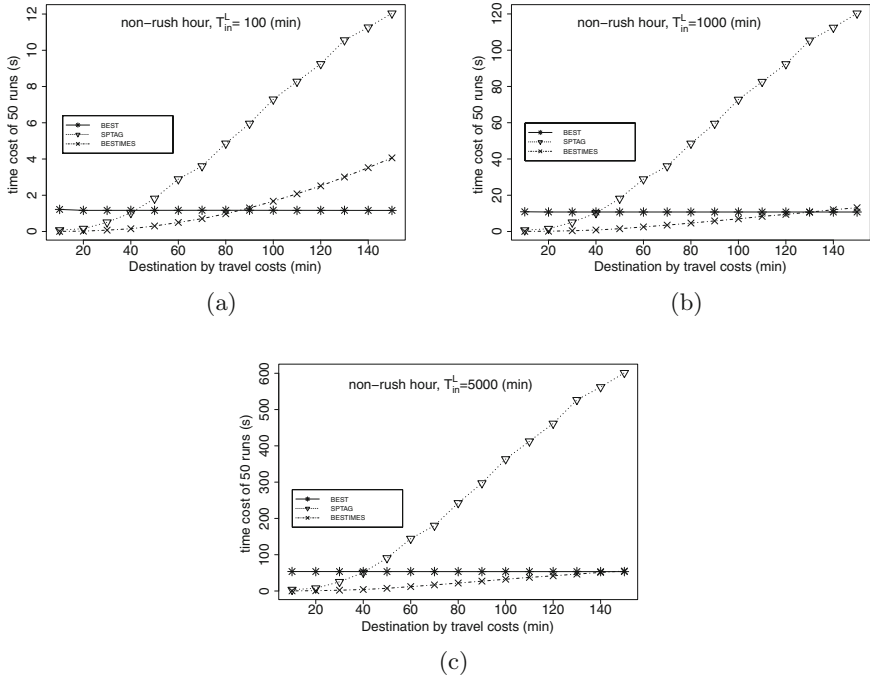 non−rush hour, T_in^L = 100 (min)
time cost of 50 runs (s)
12
10
8
6
4
2
0
BEST
SPTAG
BESTIMES
20 40 60 80 100 120 140
Destination by travel costs (min)
(a)
non−rush hour, T_in^L=1000 (min)
time cost of 50 runs (s)
120
100
80
60
40
20
0
BEST
SPTAG
BESTIMES
20 40 60 80 100 120 140
Destination by travel costs (min)
(b)
non−rush hour, T_in^L=5000 (min)
time cost of 50 runs (s)
600
500
400
300
200
100
0
BEST
SPTAG
BESTIMES
20 40 60 80 100 120 140
Destination by travel costs (min)
(c)